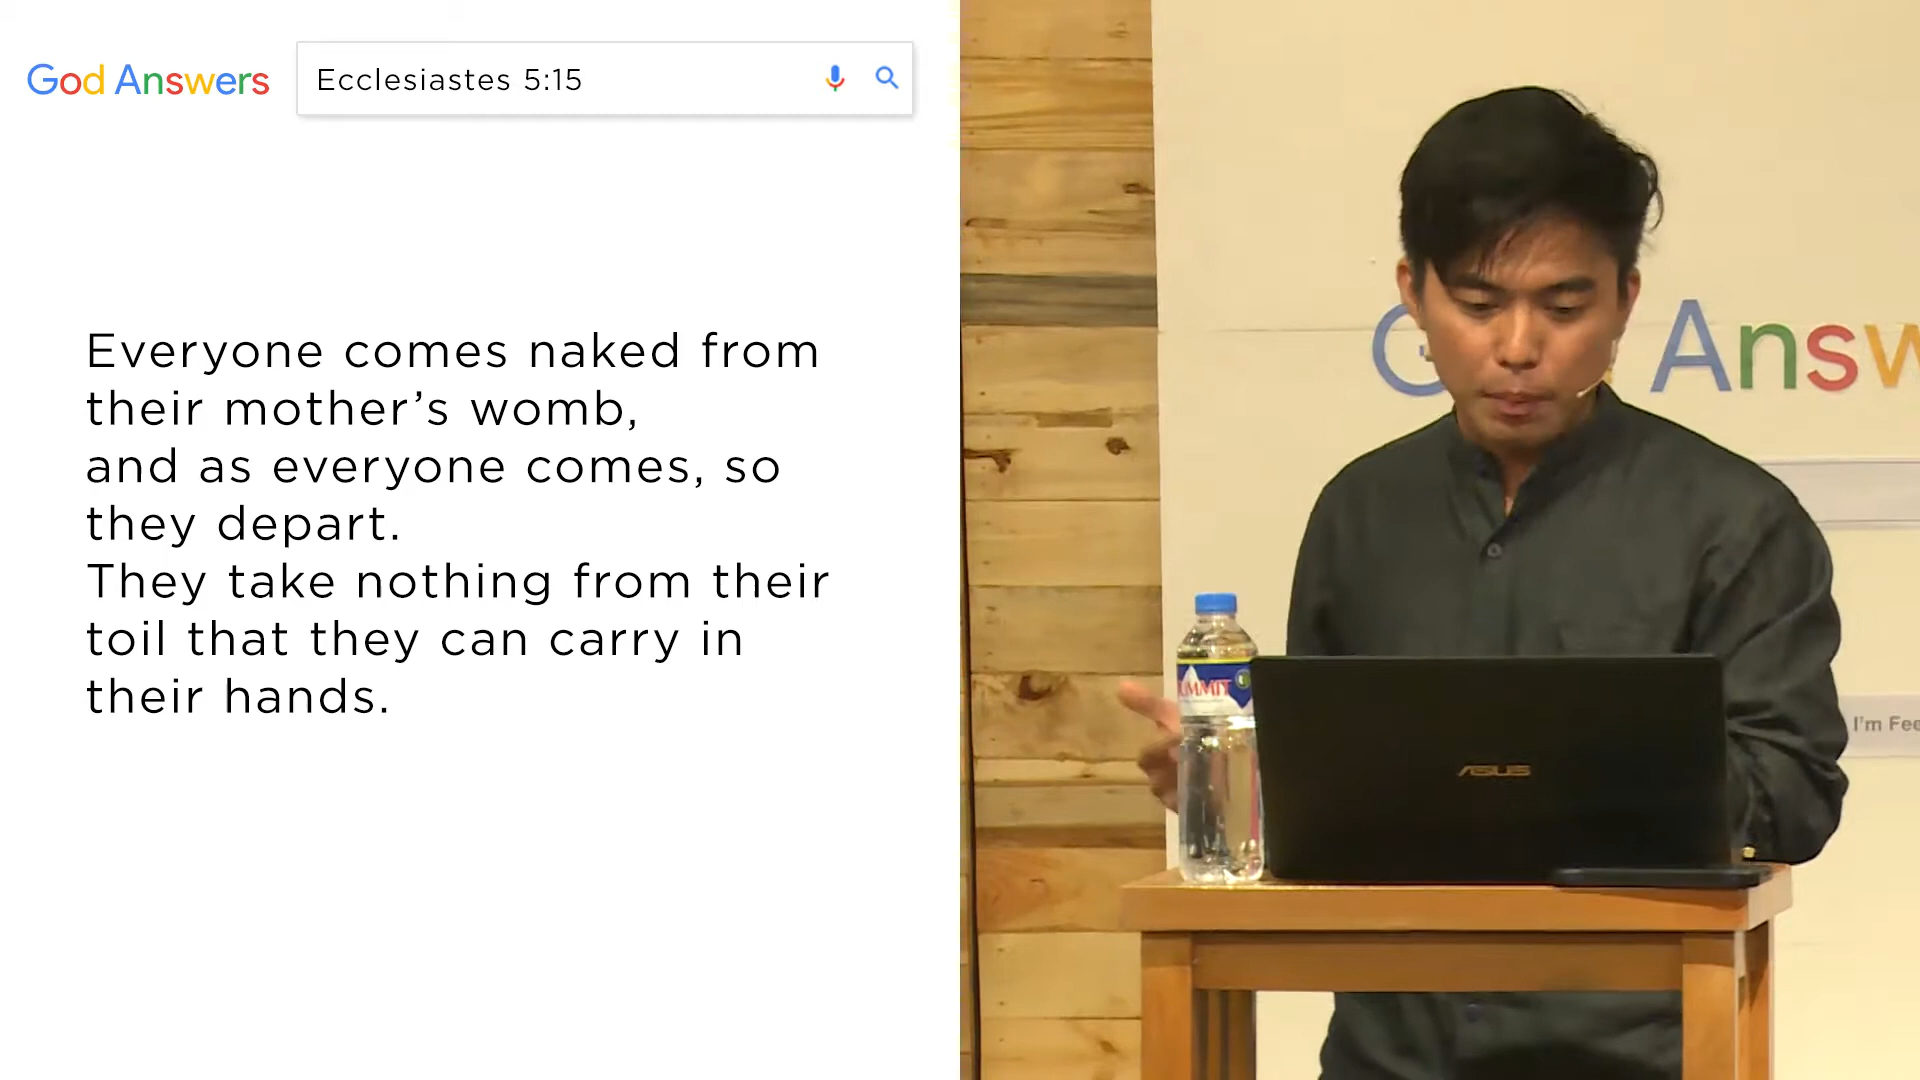 God Answers
Ecclesiastes 5:15
Everyone comes naked from
their mother’s womb,
and as everyone comes, so
they depart.
They take nothing from their
toil that they can carry in
their hands.
Answ
UMMIT
ASUS
I'm Fee